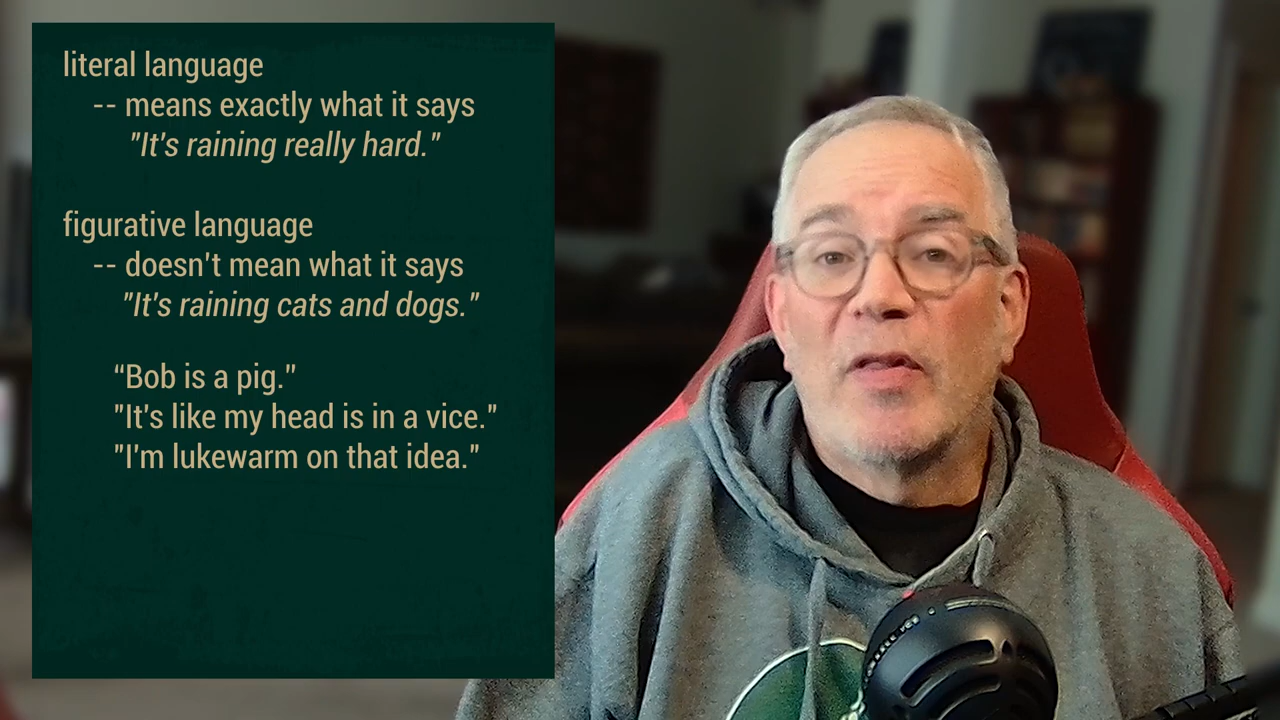 literal language
-- means exactly what it says
"It's raining really hard."
figurative language
-- doesn't mean what it says
"It's raining cats and dogs."
“Bob is a pig.”
"It's like my head is in a vice."
"I'm lukewarm on that idea."